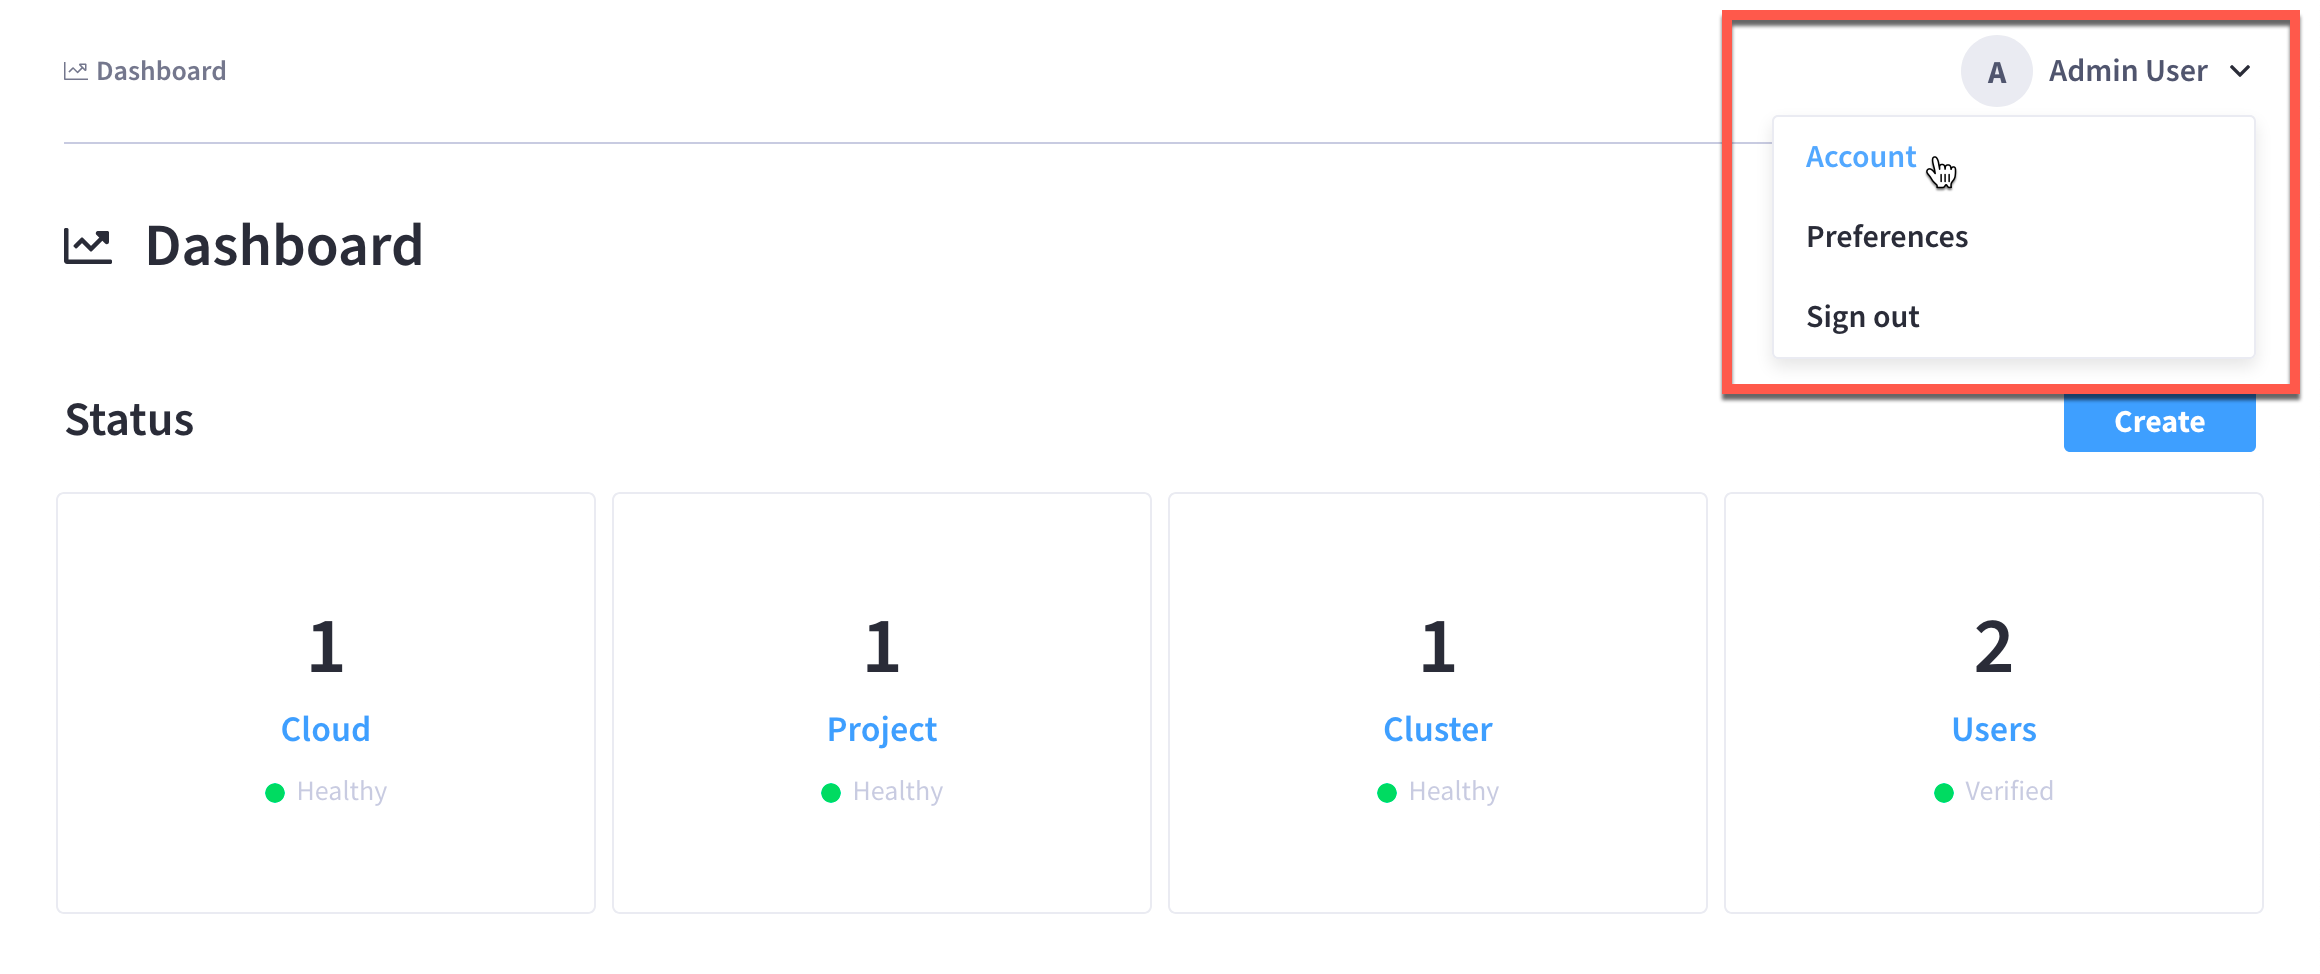 Dashboard
A Admin User
Account
Preferences
Sign out
Dashboard
Status
Create
1
Cloud
Healthy
1
Project
Healthy
1
Cluster
Healthy
2
Users
Verified